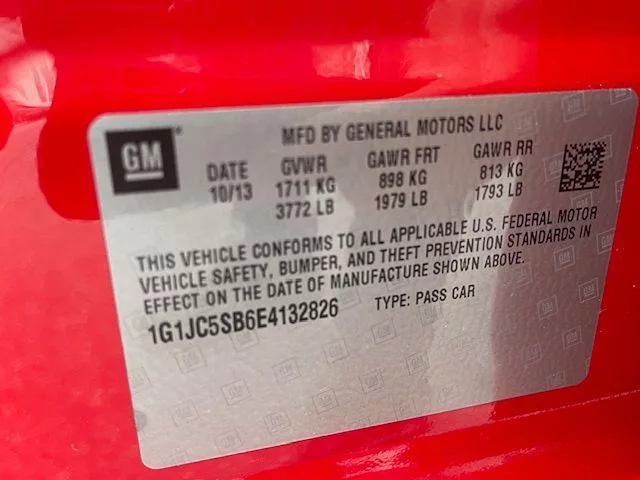 GM
MFD BY GENERAL MOTORS LLC
DATE GVWR GAWR FRT GAWR RR
10/13 1711 KG 898 KG 813 KG
3772 LB 1979 LB 1793 LB
THIS VEHICLE CONFORMS TO ALL APPLICABLE U.S. FEDERAL MOTOR
VEHICLE SAFETY, BUMPER, AND THEFT PREVENTION STANDARDS IN
EFFECT ON THE DATE OF MANUFACTURE SHOWN ABOVE.
1G1JC5SB6E4132826 TYPE: PASS CAR